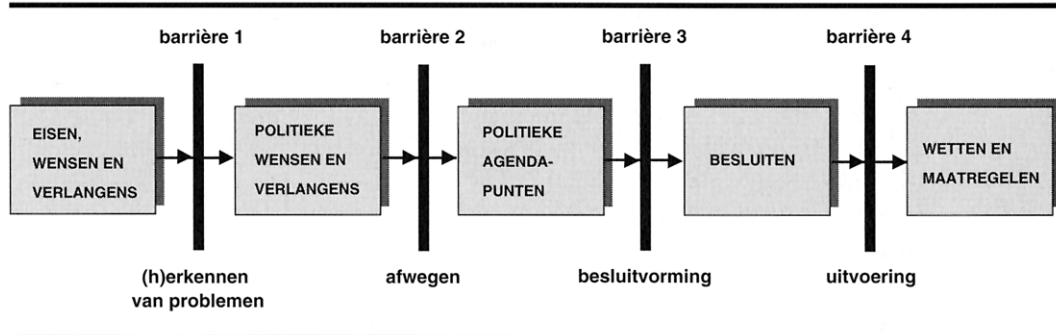 barrière 1
barrière 2
barrière 3
barrière 4
EISEN,
WENSEN EN
VERLANGENS
POLITIEKE
WENSEN EN
VERLANGENS
POLITIEKE
AGENDA-
PUNTEN
BESLUITEN
WETTEN EN
MAATREGELEN
(h)erkennen
van problemen
afwegen
besluitvorming
uitvoering